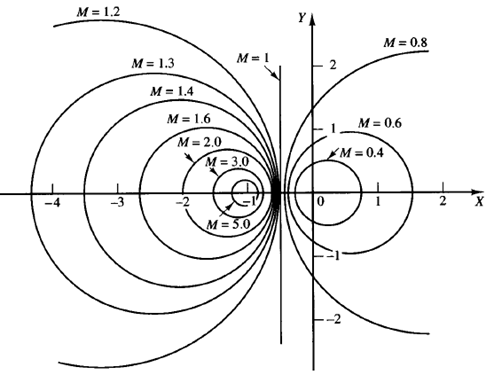 M = 1.2
Y
M = 1
M = 0.8
M = 1.3
2
M = 1.4
M = 1.6
1
M = 0.6
M = 2.0
M = 3.0
M = 0.4
-4
-3
-2
-1
1
2
X
M = 5.0
-1
-2